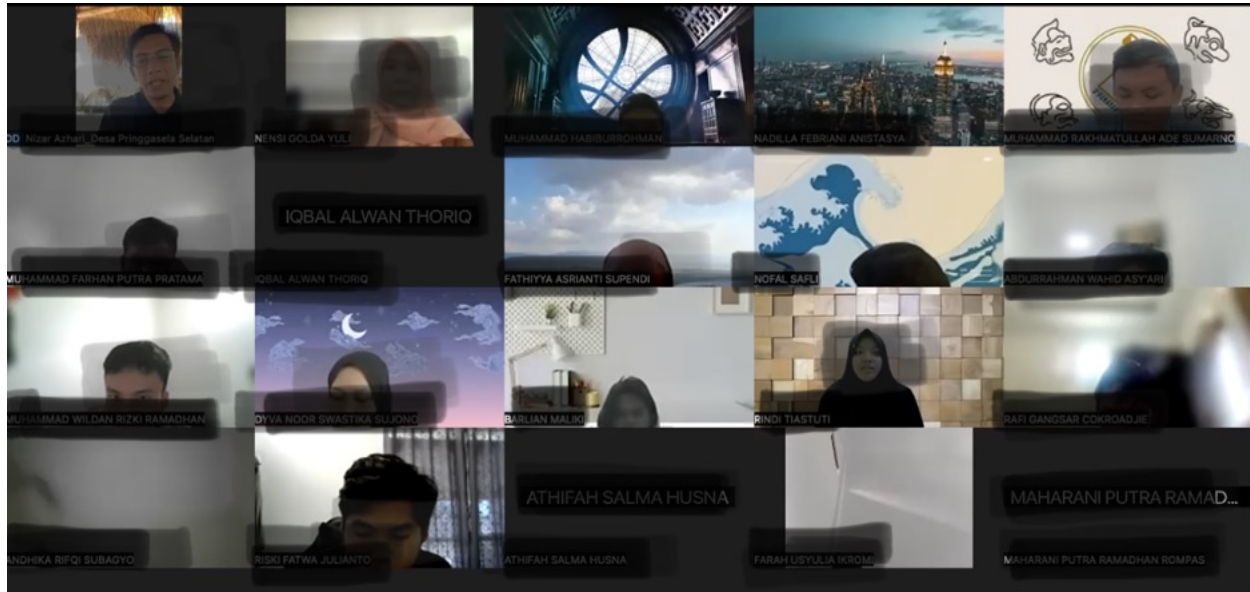 OD_Nizar Azhari_Desa Pringgasela Selatan
NENSI GOLDA YULI
MUHAMMAD HABIBURROHMAN
NADILLA FEBRIANI ANISTASYA
MUHAMMAD RAKHMATULLAH ADE SUMARNO
MUHAMMAD FARHAN PUTRA PRATAMA
IQBAL ALWAN THORIQ
IQBAL ALWAN THORIQ
FATHIYYA ASRIANTI SUPENDI
NOFAL SAFLI
ABDURRAHMAN WAHID ASY'ARI
MUHAMMAD WILDAN RIZKI RAMADHAN
DYVA NOOR SWASTIKA SUJONO
BARLIAN MALIKI
RINDI TIASTUTI
RAFI GANGSAR COKROADJIE
ANDHIKA RIFQI SUBAGYO
RISKI FATWA JULIANTO
ATHIFAH SALMA HUSNA
ATHIFAH SALMA HUSNA
FARAH USYULIA IKROMI
MAHARANI PUTRA RAMAD...
MAHARANI PUTRA RAMADHAN ROMPAS